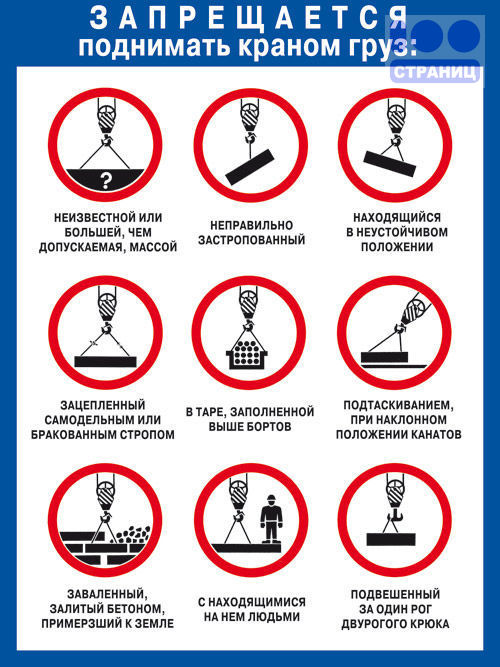 ЗАПРЕЩАЕТСЯ
поднимать краном груз:
100
СТРАНИЦ
?
НЕИЗВЕСТНОЙ ИЛИ
БОЛЬШЕЙ, ЧЕМ
ДОПУСКАЕМАЯ, МАССОЙ
НЕПРАВИЛЬНО
ЗАСТРОПОВАННЫЙ
НАХОДЯЩИЙСЯ
В НЕУСТОЙЧИВОМ
ПОЛОЖЕНИИ
ЗАЦЕПЛЕННЫЙ
САМОДЕЛЬНЫМ ИЛИ
БРАКОВАННЫМ СТРОПОМ
В ТАРЕ, ЗАПОЛНЕННОЙ
ВЫШЕ БОРТОВ
ПОДТАСКИВАНИЕМ,
ПРИ НАКЛОННОМ
ПОЛОЖЕНИИ КАНАТОВ
ЗАВАЛЕННЫЙ,
ЗАЛИТЫЙ БЕТОНОМ,
ПРИМЕРЗШИЙ К ЗЕМЛЕ
С НАХОДЯЩИМИСЯ
НА НЕМ ЛЮДЬМИ
ПОДВЕШЕННЫЙ
ЗА ОДИН РОГ
ДВУРОГОГО КРЮКА